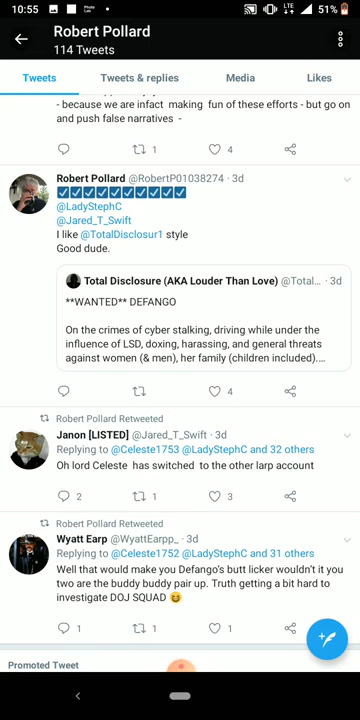 10:55
Photo Lab
LTE
51%
Robert Pollard
114 Tweets
Tweets
Tweets & replies
Media
Likes
- because we are infact making fun of these efforts - but go on
and push false narratives -
1
4
Robert Pollard @RobertP01038274 · 3d
☑☑☑☑☑☑☑☑☑☑
@LadyStephC
@Jared_T_Swift
I like @TotalDisclosur1 style
Good dude.
Total Disclosure (AKA Louder Than Love) @Total... · 3d
**WANTED** DEFANGO
On the crimes of cyber stalking, driving while under the
influence of LSD, doxing, harassing, and general threats
against women (& men), her family (children included)....
4
Robert Pollard Retweeted
Janon [LISTED] @Jared_T_Swift · 3d
Replying to @Celeste1753 @LadyStephC and 32 others
Oh lord Celeste has switched to the other larp account
2
1
3
Robert Pollard Retweeted
Wyatt Earp @WyattEarpp_ · 3d
Replying to @Celeste1752 @LadyStephC and 31 others
Well that would make you Defango's butt licker wouldn't it you
two are the buddy buddy pair up. Truth getting a bit hard to
investigate DOJ SQUAD 😆
1
1
1
Promoted Tweet